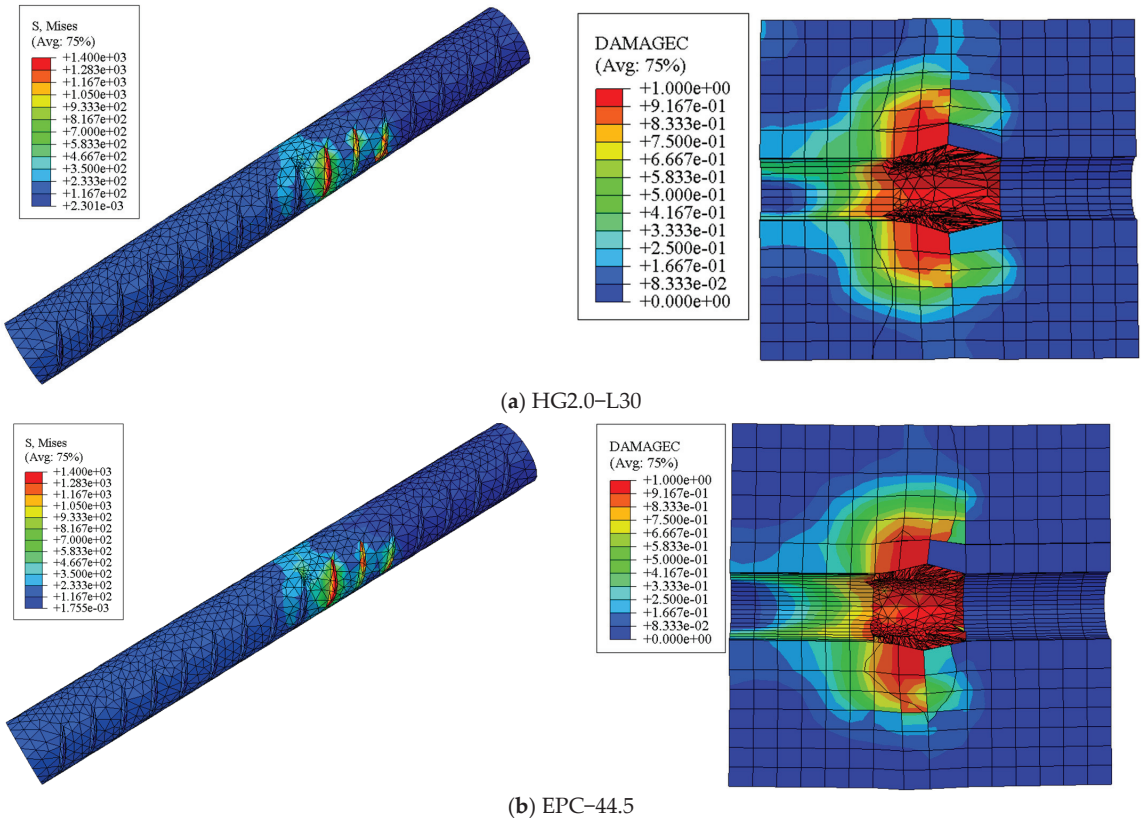 S, Mises
(Avg: 75%)
+1.400e+03
+1.283e+03
+1.167e+03
+1.050e+03
+9.333e+02
+8.167e+02
+7.000e+02
+5.833e+02
+4.667e+02
+3.500e+02
+2.333e+02
+1.167e+02
+2.301e-03
DAMAGEC
(Avg: 75%)
+1.000e+00
+9.167e-01
+8.333e-01
+7.500e-01
+6.667e-01
+5.833e-01
+5.000e-01
+4.167e-01
+3.333e-01
+2.500e-01
+1.667e-01
+8.333e-02
+0.000e+00
(a) HG2.0−L30
S, Mises
(Avg: 75%)
+1.400e+03
+1.283e+03
+1.167e+03
+1.050e+03
+9.333e+02
+8.167e+02
+7.000e+02
+5.833e+02
+4.667e+02
+3.500e+02
+2.333e+02
+1.167e+02
+1.755e-03
DAMAGEC
(Avg: 75%)
+1.000e+00
+9.167e-01
+8.333e-01
+7.500e-01
+6.667e-01
+5.833e-01
+5.000e-01
+4.167e-01
+3.333e-01
+2.500e-01
+1.667e-01
+8.333e-02
+0.000e+00
(b) EPC−44.5